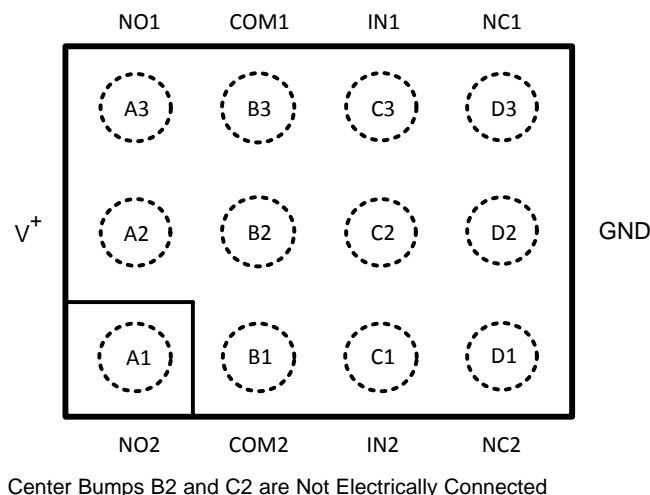 NO1 COM1 IN1 NC1
A3 B3 C3 D3
V+ A2 B2 C2 D2 GND
A1 B1 C1 D1
NO2 COM2 IN2 NC2
Center Bumps B2 and C2 are Not Electrically Connected